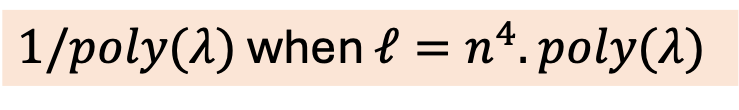 1/poly(λ) when ℓ = n⁴. poly(λ)